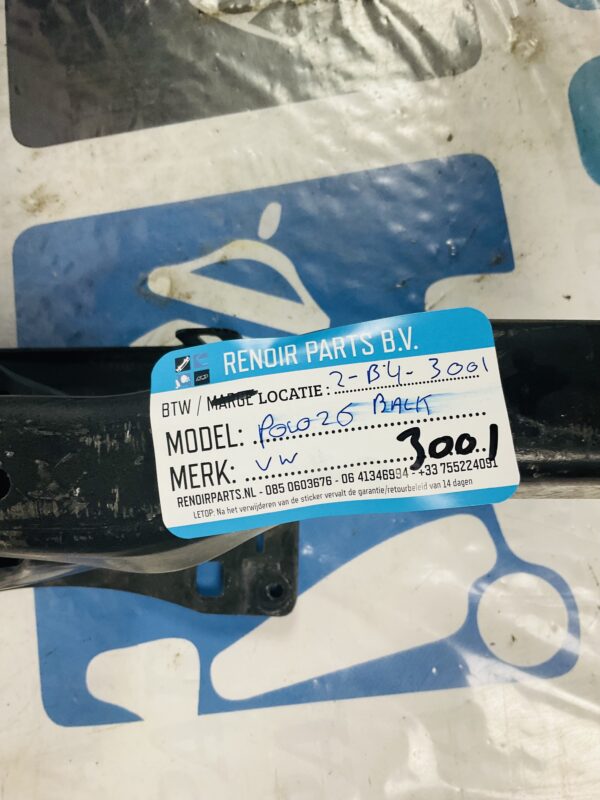 RENOIR PARTS B.V.
BTW / MARGE LOCATIE: 2-B4-3001
MODEL: POLO 2G BALK
MERK: VW 3001
RENOIRPARTS.NL - 085 0603676 - 06 41346994 - +33 755224091
LETOP: Na het verwijderen van de sticker vervalt de garantie/retourbeleid van 14 dagen